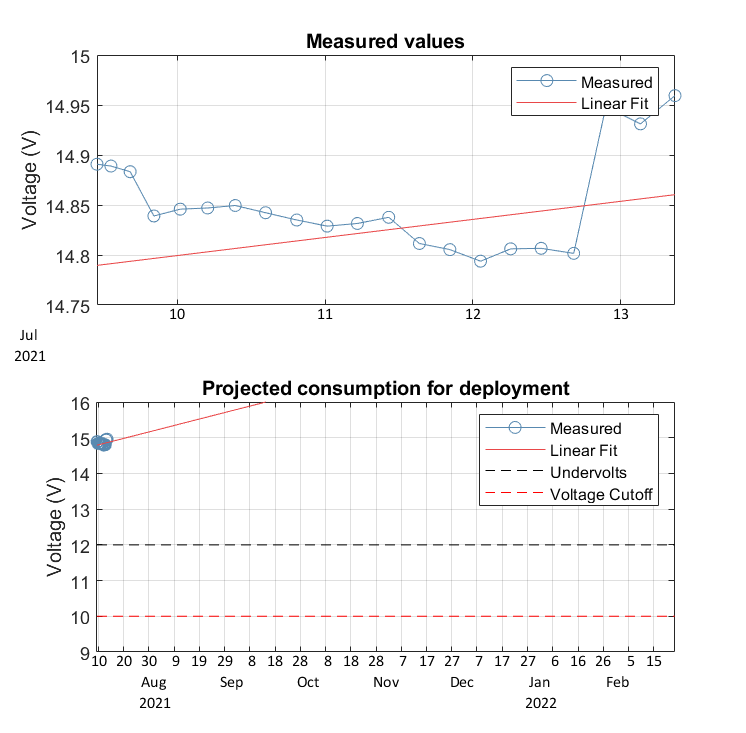 Measured values
15
14.95
14.9
14.85
14.8
14.75
Voltage (V)
Measured
Linear Fit
10 11 12 13
Jul
2021
Projected consumption for deployment
16
15
14
13
12
11
10
9
Voltage (V)
Measured
Linear Fit
Undervolts
Voltage Cutoff
10 20 30 9 19 29 8 18 28 8 18 28 7 17 27 7 17 27 6 16 26 5 15
Aug Sep Oct Nov Dec Jan Feb
2021 2022